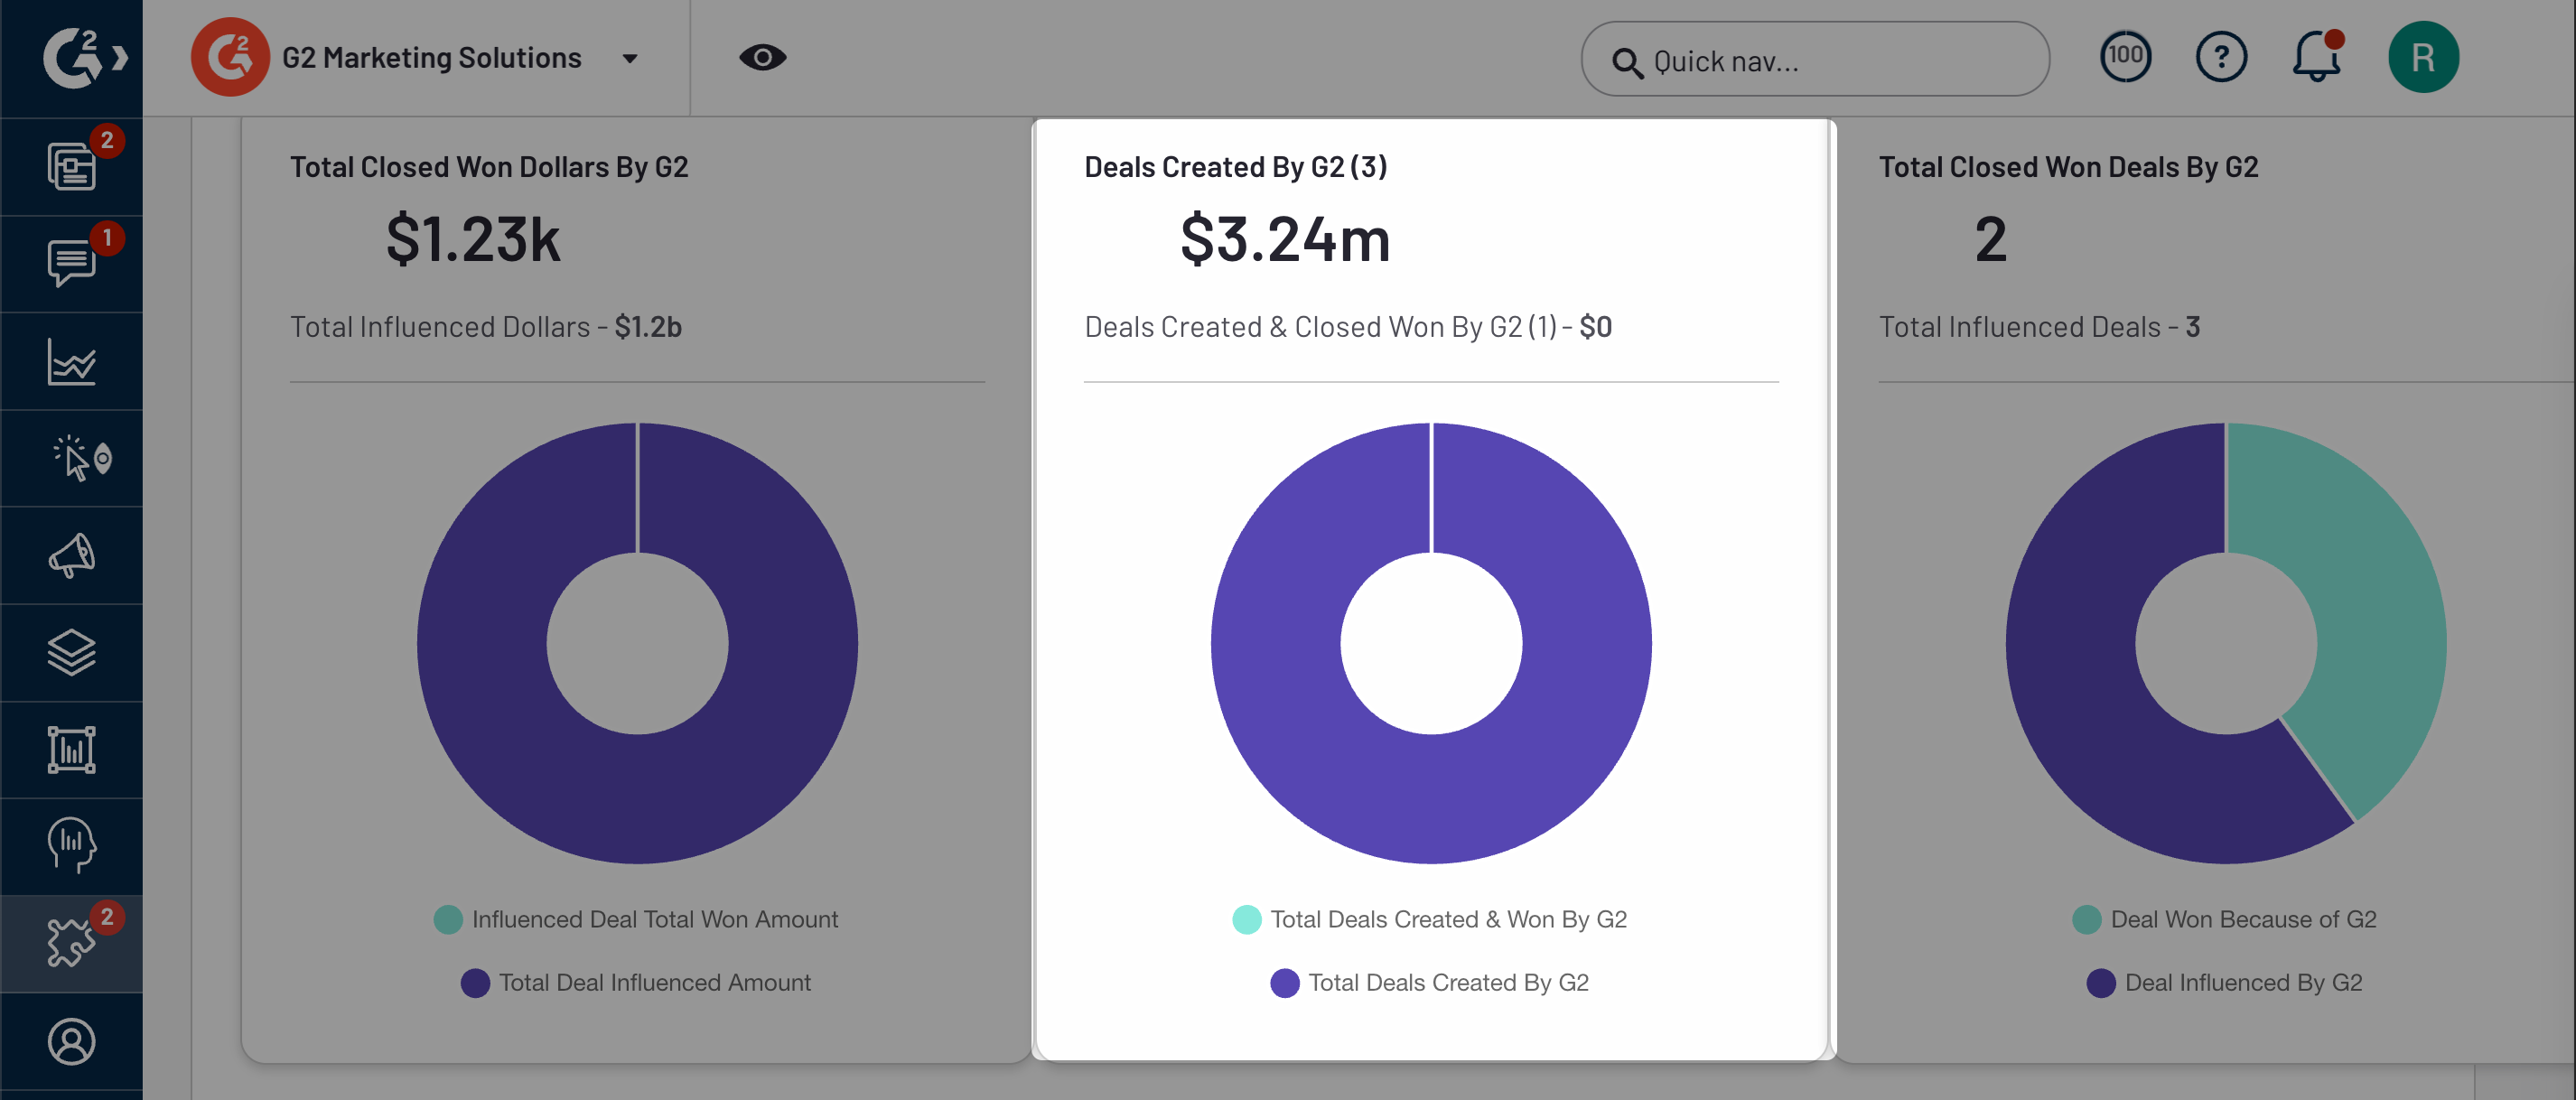 G2
G2
G2 Marketing Solutions
Quick nav...
100
?
R
2
1
2
Total Closed Won Dollars By G2
$1.23k
Total Influenced Dollars - $1.2b
Influenced Deal Total Won Amount
Total Deal Influenced Amount
Deals Created By G2 (3)
$3.24m
Deals Created & Closed Won By G2 (1) - $0
Total Deals Created & Won By G2
Total Deals Created By G2
Total Closed Won Deals By G2
2
Total Influenced Deals - 3
Deal Won Because of G2
Deal Influenced By G2